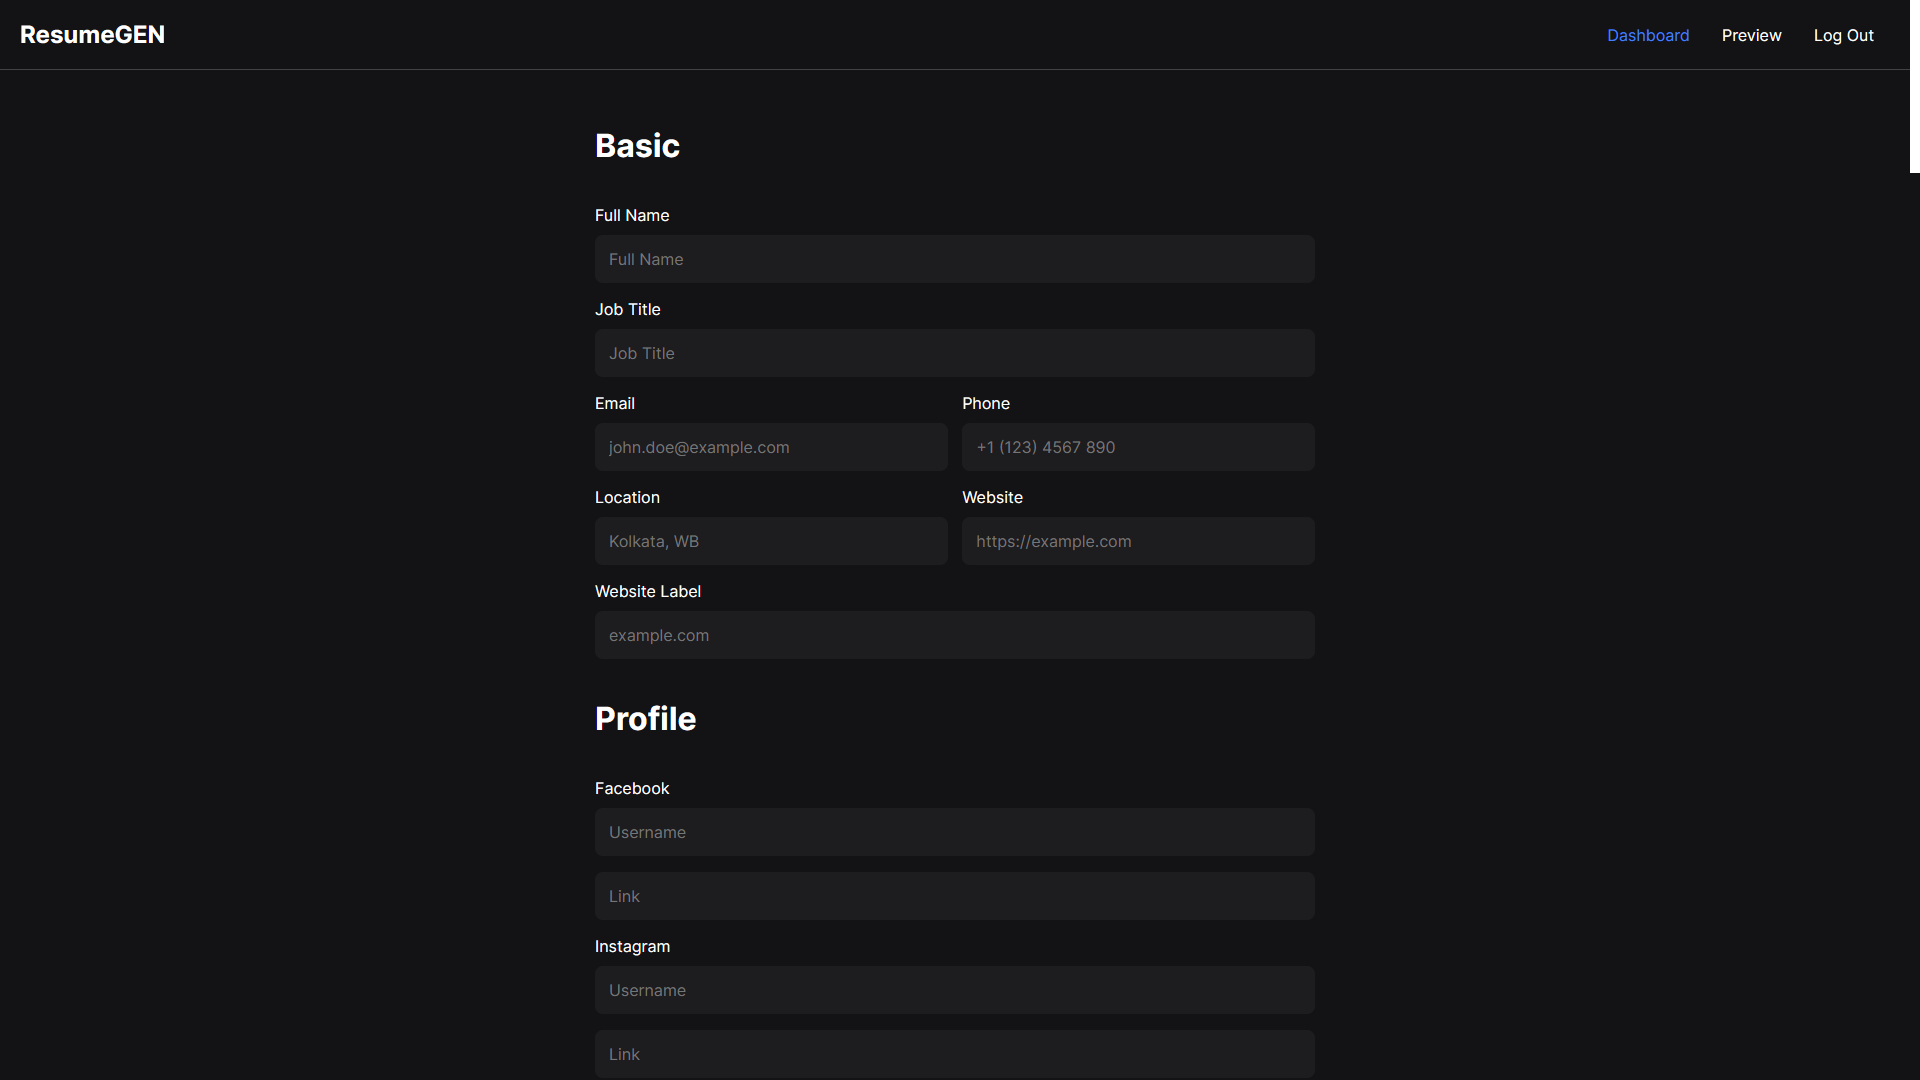 ResumeGEN
Dashboard Preview Log Out
Basic
Full Name
Full Name
Job Title
Job Title
Email Phone
john.doe@example.com +1 (123) 4567 890
Location Website
Kolkata, WB https://example.com
Website Label
example.com
Profile
Facebook
Username
Link
Instagram
Username
Link